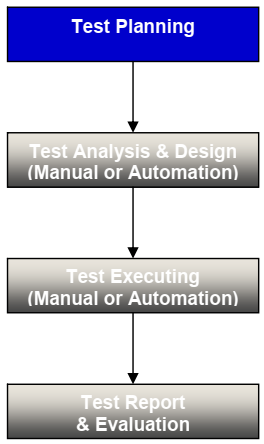 Test Planning
Test Analysis & Design
(Manual or Automation)
Test Executing
(Manual or Automation)
Test Report
& Evaluation